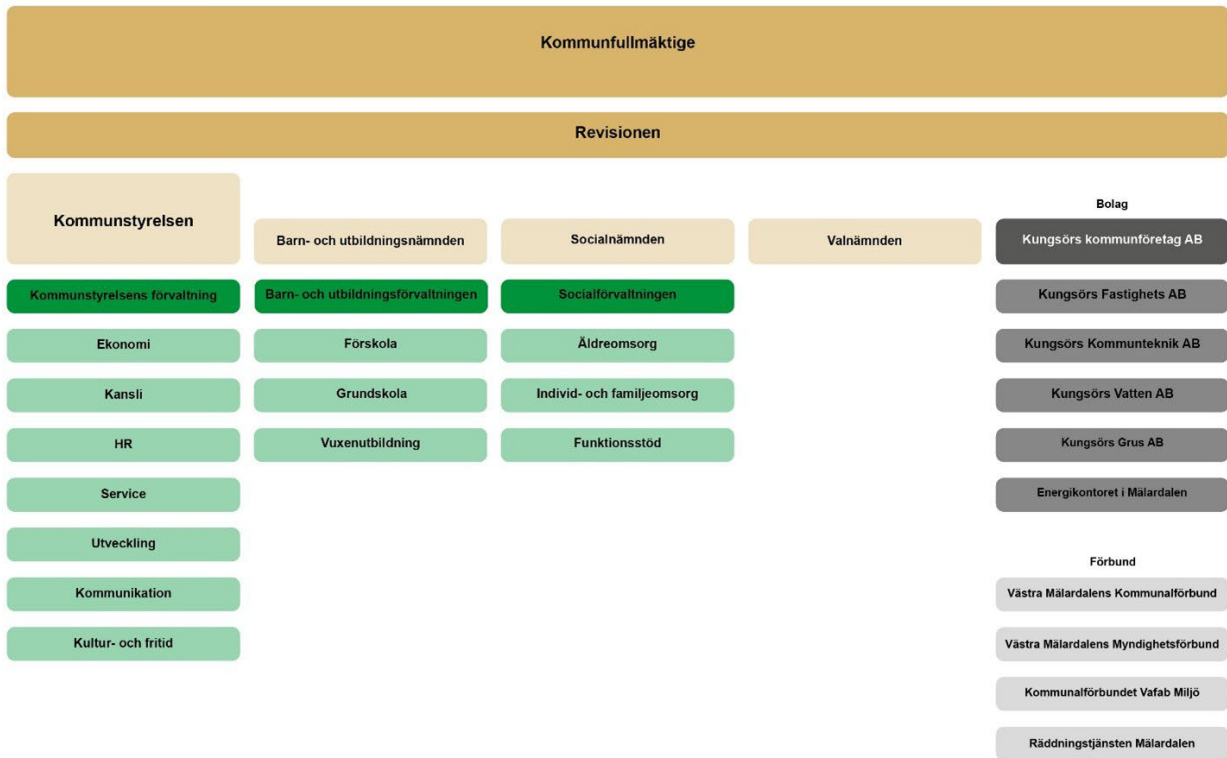 Kommunfullmäktige
Revisionen
Kommunstyrelsen
Kommunstyrelsens förvaltning
Ekonomi
Kansli
HR
Service
Utveckling
Kommunikation
Kultur- och fritid
Barn- och utbildningsnämnden
Barn- och utbildningsförvaltningen
Förskola
Grundskola
Vuxenutbildning
Socialnämnden
Socialförvaltningen
Äldreomsorg
Individ- och familjeomsorg
Funktionsstöd
Valnämnden
Bolag
Kungsörs kommunföretag AB
Kungsörs Fastighets AB
Kungsörs Kommunteknik AB
Kungsörs Vatten AB
Kungsörs Grus AB
Energikontoret i Mälardalen
Förbund
Västra Mälardalens Kommunalförbund
Västra Mälardalens Myndighetsförbund
Kommunalförbundet Vafab Miljö
Räddningstjänsten Mälardalen